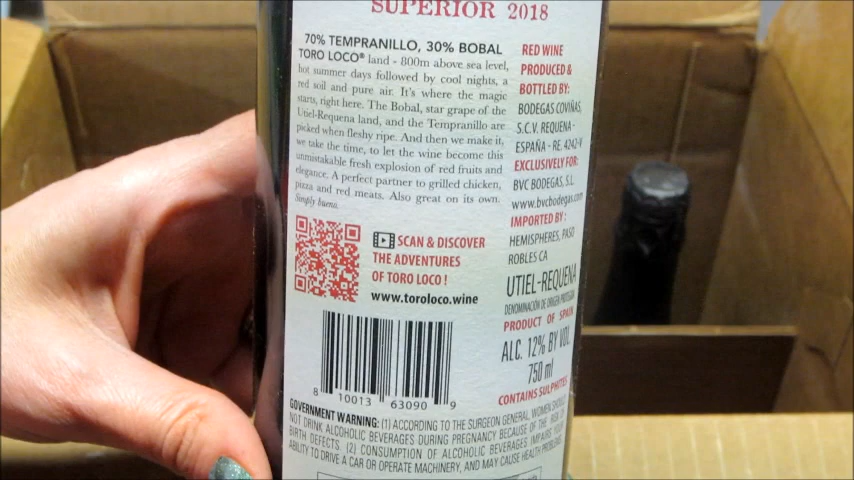 SUPERIOR 2018
70% TEMPRANILLO, 30% BOBAL
TORO LOCO® land - 800m above sea level,
hot summer days followed by cool nights, a
red soil and pure air. It's where the magic
starts, right here. The Bobal, star grape of the
Utiel-Requena land, and the Tempranillo are
picked when fleshy ripe. And then we make it,
we take the time, to let the wine become this
unmistakable fresh explosion of red fruits and
elegance. A perfect partner to grilled chicken,
pizza and red meats. Also great on its own.
Simply bueno.
SCAN & DISCOVER
THE ADVENTURES
OF TORO LOCO !
www.toroloco.wine
8 10013 63090 9
RED WINE
PRODUCED &
BOTTLED BY:
BODEGAS COVIÑAS,
S.C.V. REQUENA -
ESPAÑA - RE. 4242-V
EXCLUSIVELY FOR:
BVC BODEGAS, S.L.
www.bvcbodegas.com
IMPORTED BY:
HEMISPHERES, PASO
ROBLES CA
UTIEL-REQUENA
DENOMINACIÓN DE ORIGEN PROTEGIDA
PRODUCT OF SPAIN
ALC. 12% BY VOL.
750 ml
CONTAINS SULPHITES
GOVERNMENT WARNING: (1) ACCORDING TO THE SURGEON GENERAL, WOMEN SHOULD
NOT DRINK ALCOHOLIC BEVERAGES DURING PREGNANCY BECAUSE OF THE RISK OF
BIRTH DEFECTS. (2) CONSUMPTION OF ALCOHOLIC BEVERAGES IMPAIRS YOUR
ABILITY TO DRIVE A CAR OR OPERATE MACHINERY, AND MAY CAUSE HEALTH PROBLEMS.